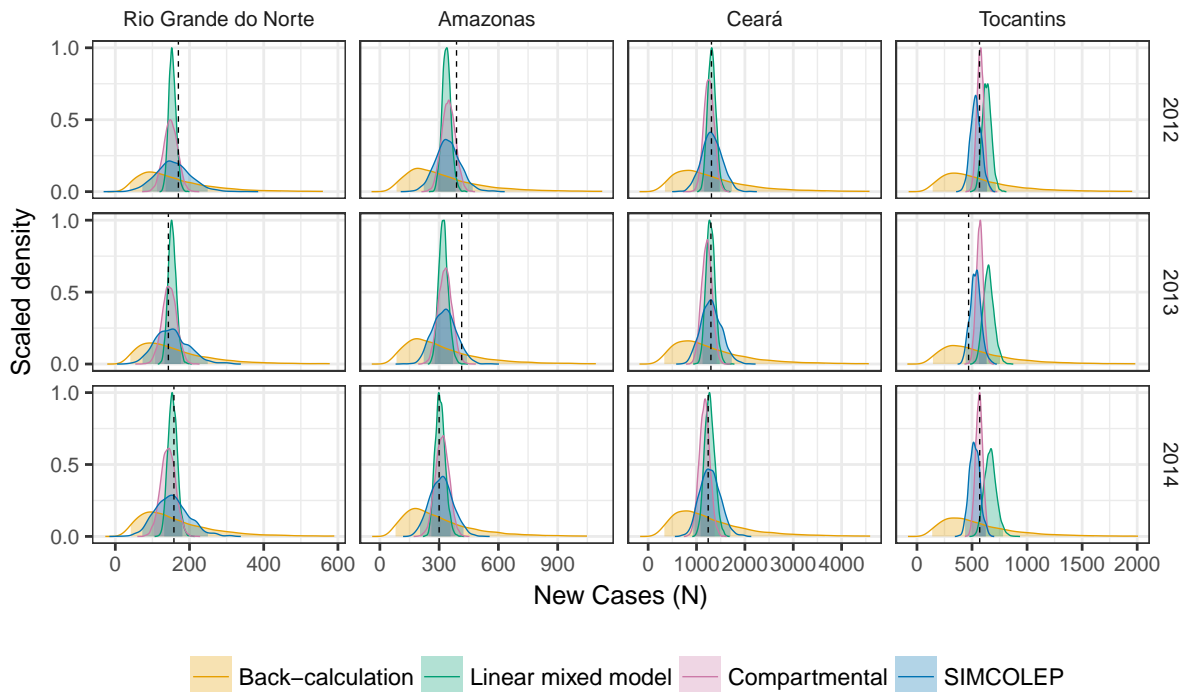 Rio Grande do Norte Amazonas Ceará Tocantins
1.0
0.5
0.0
2012
1.0
0.5
0.0
2013
1.0
0.5
0.0
2014
Scaled density
0 200 400 600 0 300 600 900 0 1000 2000 3000 4000 0 500 1000 1500 2000
New Cases (N)
Back−calculation Linear mixed model Compartmental SIMCOLEP